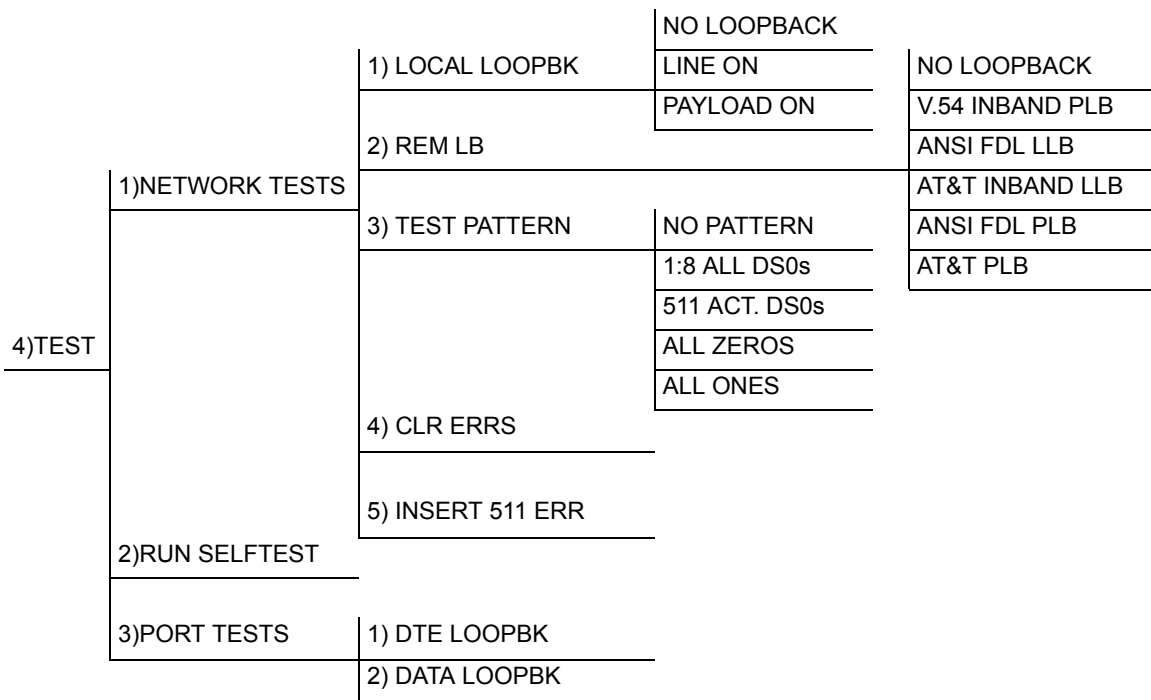 NO LOOPBACK
1) LOCAL LOOPBK
LINE ON
NO LOOPBACK
PAYLOAD ON
V.54 INBAND PLB
2) REM LB
ANSI FDL LLB
1)NETWORK TESTS
AT&T INBAND LLB
3) TEST PATTERN
NO PATTERN
ANSI FDL PLB
1:8 ALL DS0s
AT&T PLB
511 ACT. DS0s
4)TEST
ALL ZEROS
ALL ONES
4) CLR ERRS
5) INSERT 511 ERR
2)RUN SELFTEST
3)PORT TESTS
1) DTE LOOPBK
2) DATA LOOPBK